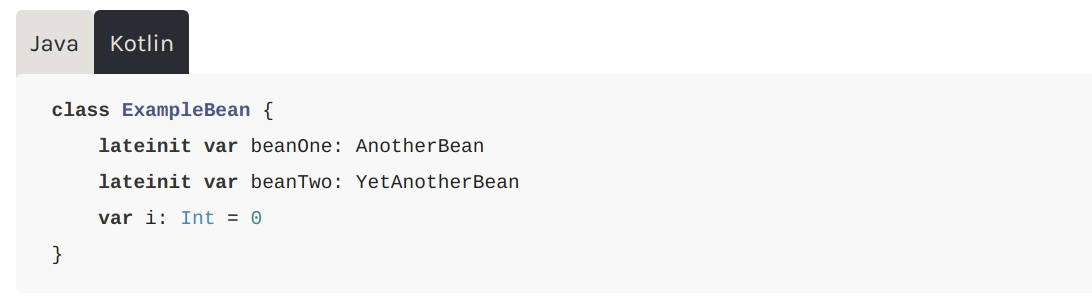 Java Kotlin
class ExampleBean {
    lateinit var beanOne: AnotherBean
    lateinit var beanTwo: YetAnotherBean
    var i: Int = 0
}